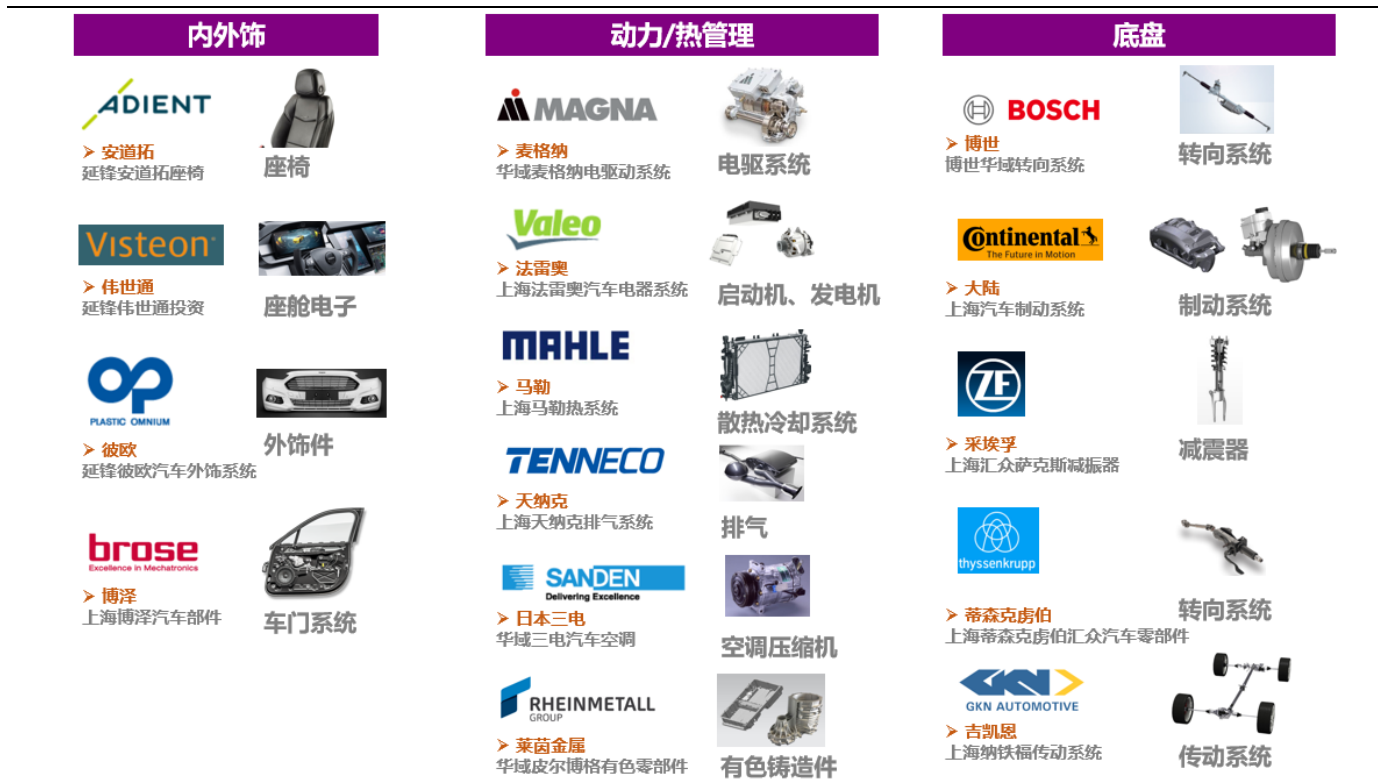 内外饰
ADIENT
➢ 安道拓
延锋安道拓座椅
座椅
Visteon
➢ 伟世通
延锋伟世通投资
座舱电子
PLASTIC OMNIUM
➢ 彼欧
延锋彼欧汽车外饰系统
外饰件
brose
Excellence in Mechatronics
➢ 博泽
上海博泽汽车部件
车门系统
动力/热管理
MAGNA
➢ 麦格纳
华域麦格纳电驱动系统
电驱系统
Valeo
➢ 法雷奥
上海法雷奥汽车电器系统
启动机、发电机
MAHLE
➢ 马勒
上海马勒热系统
散热冷却系统
TENNECO
➢ 天纳克
上海天纳克排气系统
排气
SANDEN
Delivering Excellence
➢ 日本三电
华域三电汽车空调
空调压缩机
RHEINMETALL
GROUP
➢ 莱茵金属
华域皮尔博格有色零部件
有色铸造件
底盘
BOSCH
➢ 博世
博世华域转向系统
转向系统
Continental
The Future in Motion
➢ 大陆
上海汽车制动系统
制动系统
ZF
➢ 采埃孚
上海汇众萨克斯减振器
减震器
thyssenkrupp
➢ 蒂森克虏伯
上海蒂森克虏伯汇众汽车零部件
转向系统
GKN AUTOMOTIVE
➢ 吉凯恩
上海纳铁福传动系统
传动系统